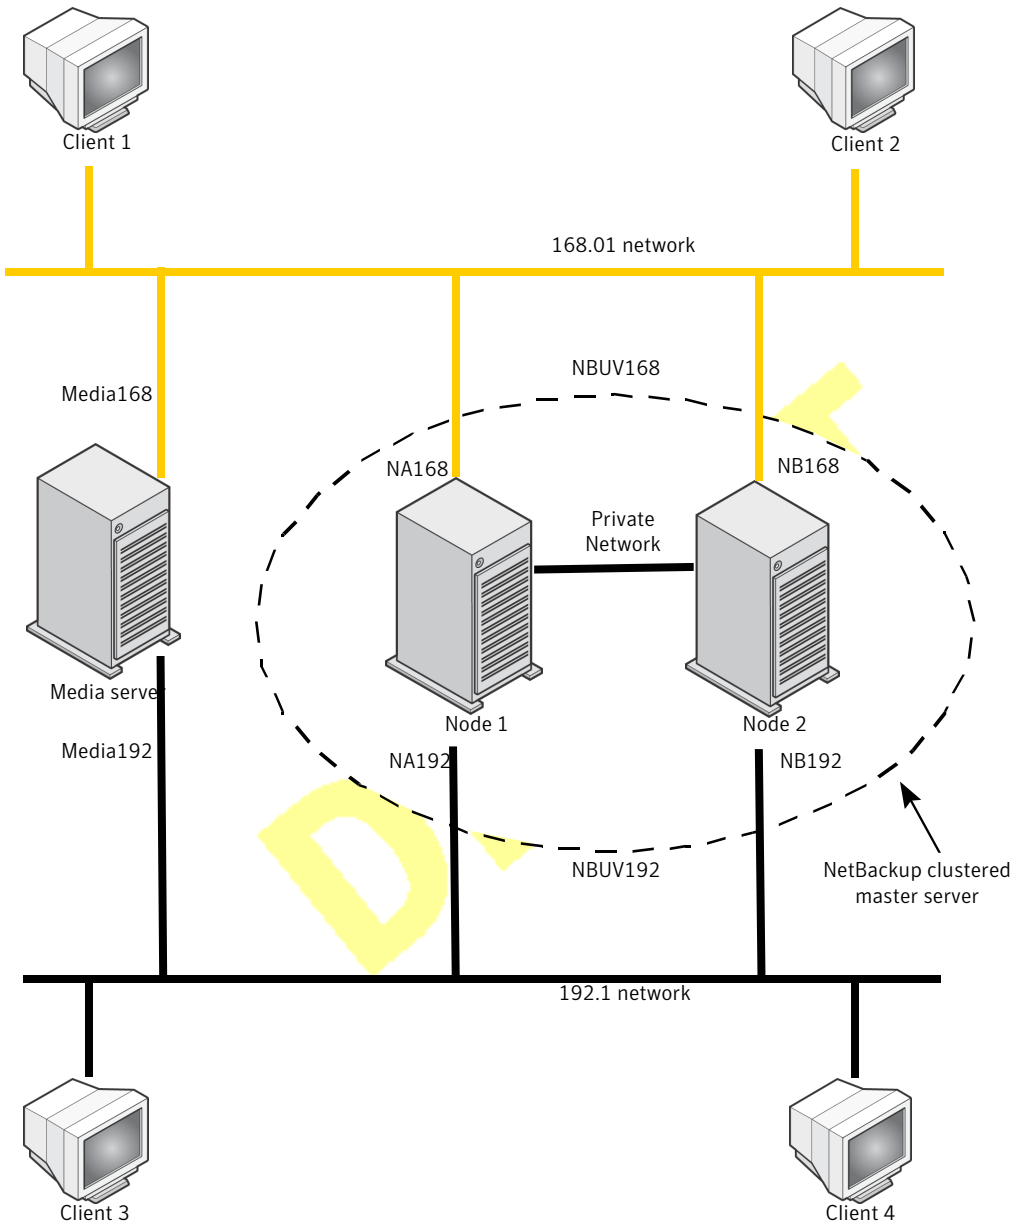 Client 1
Client 2
168.01 network
NBUV168
Media168
NA168
NB168
Private
Network
Media server
Node 1
Node 2
Media192
NA192
NB192
NBUV192
NetBackup clustered
master server
192.1 network
Client 3
Client 4